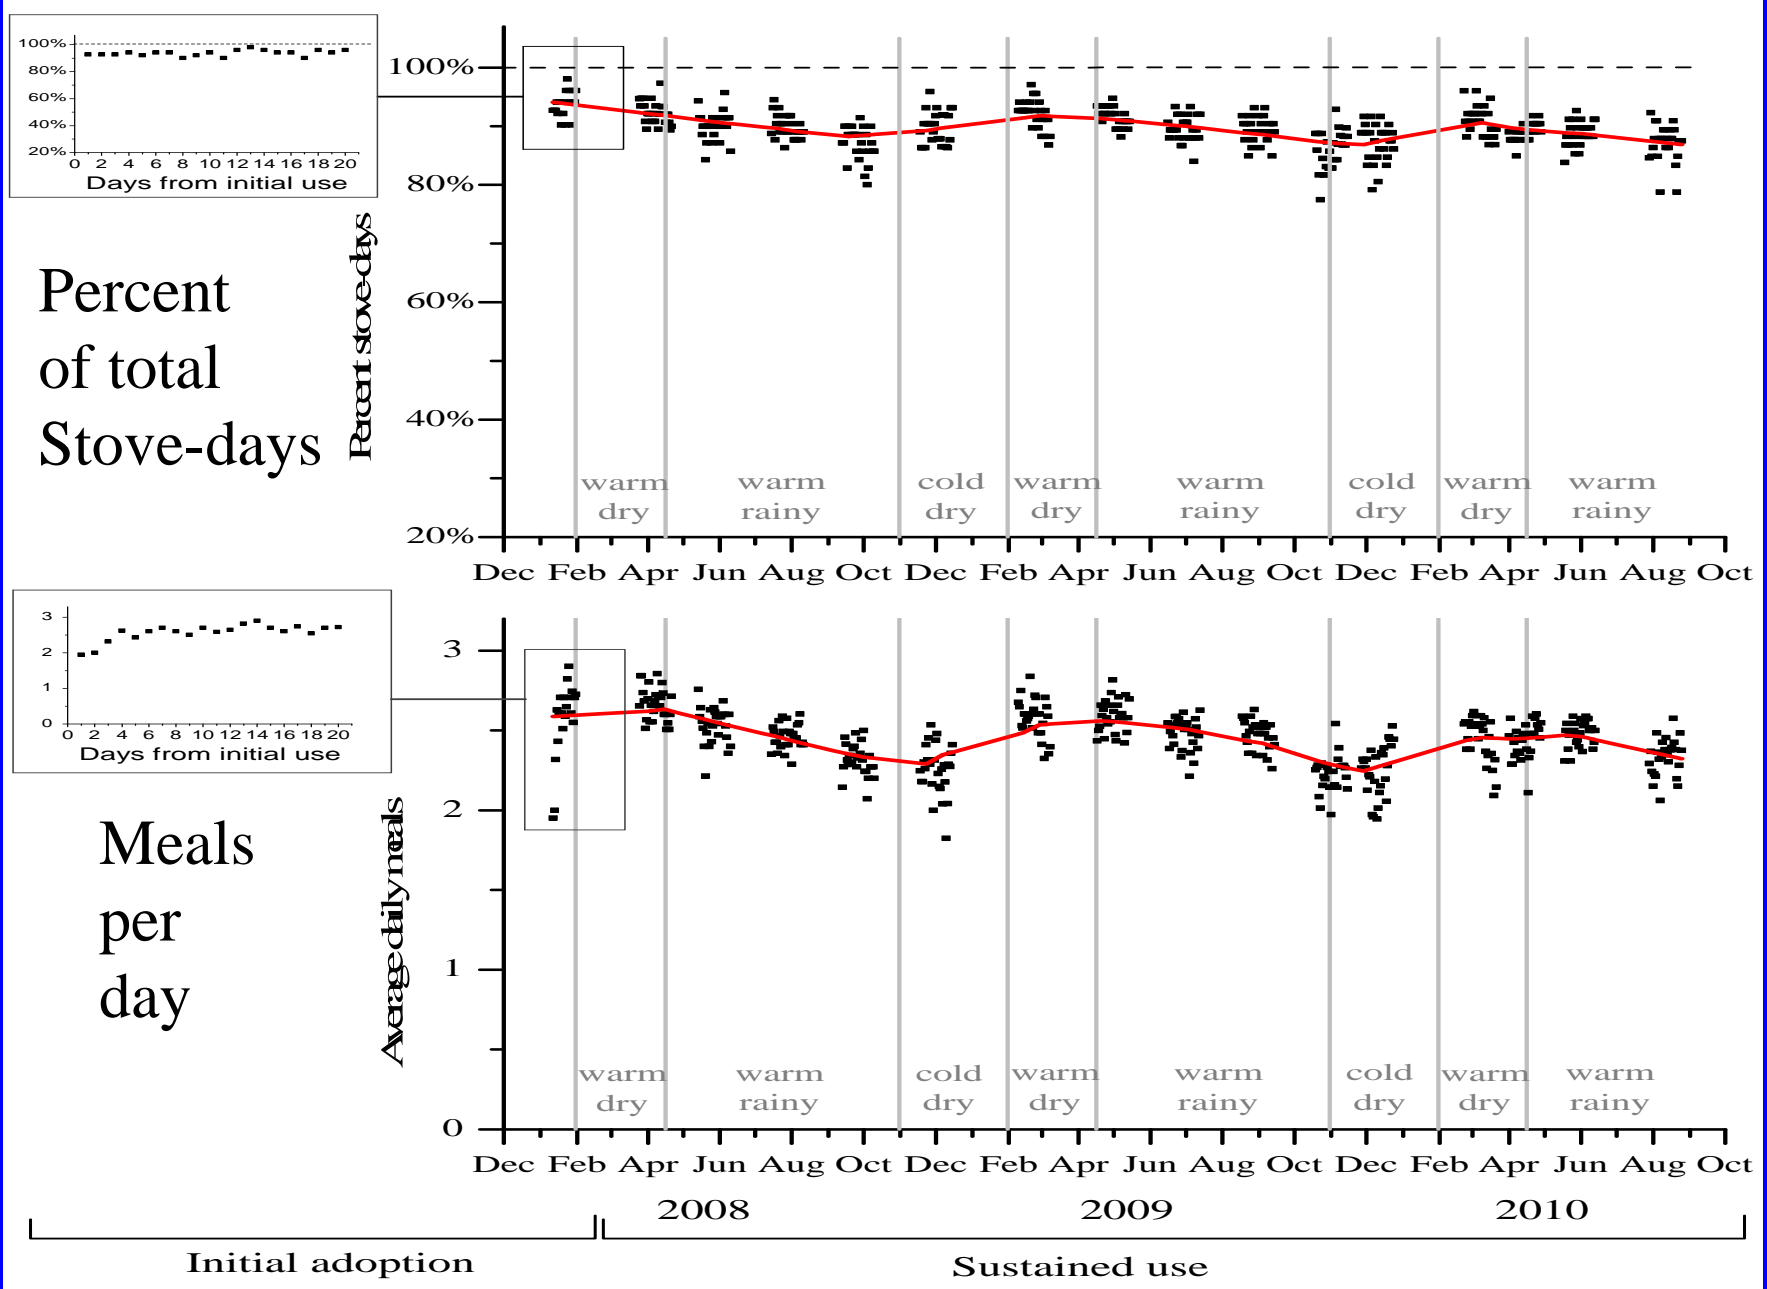 100%
80%
60%
40%
20%
0 2 4 6 8 10 12 14 16 18 20
Days from initial use
Percent
of total
Stove-days
Percent stove-days
100%
80%
60%
40%
20%
warm dry
warm rainy
cold dry
warm dry
warm rainy
cold dry
warm dry
warm rainy
Dec Feb Apr Jun Aug Oct Dec Feb Apr Jun Aug Oct Dec Feb Apr Jun Aug Oct
3
2
1
0
0 2 4 6 8 10 12 14 16 18 20
Days from initial use
Meals
per
day
Average daily meals
3
2
1
0
warm dry
warm rainy
cold dry
warm dry
warm rainy
cold dry
warm dry
warm rainy
Dec Feb Apr Jun Aug Oct Dec Feb Apr Jun Aug Oct Dec Feb Apr Jun Aug Oct
2008 2009 2010
Initial adoption
Sustained use